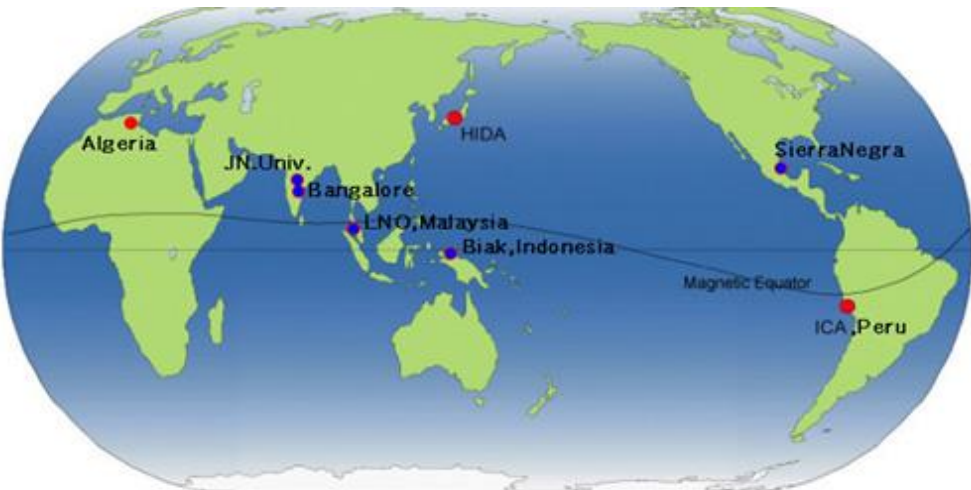 HIDA
Algeria
SierraNegra
JN.Univ.
Bangalore
LNO,Malaysia
Biak,Indonesia
Magnetic Equator
ICA,Peru